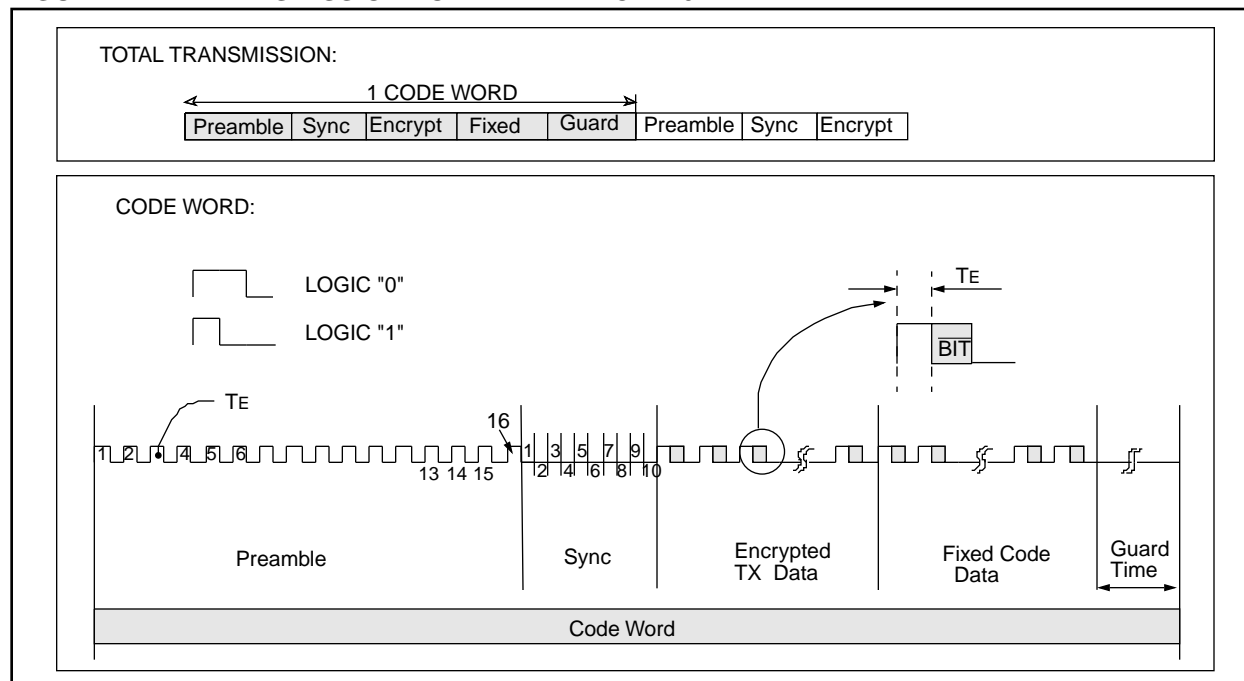 TOTAL TRANSMISSION:
1 CODE WORD
Preamble Sync Encrypt Fixed Guard Preamble Sync Encrypt
CODE WORD:
LOGIC "0"
LOGIC "1"
TE
BIT
TE
16
1 2 4 5 6
13 14 15
1 3 5 7 9
2 4 6 8 10
Preamble
Sync
Encrypted
TX Data
Fixed Code
Data
Guard
Time
Code Word